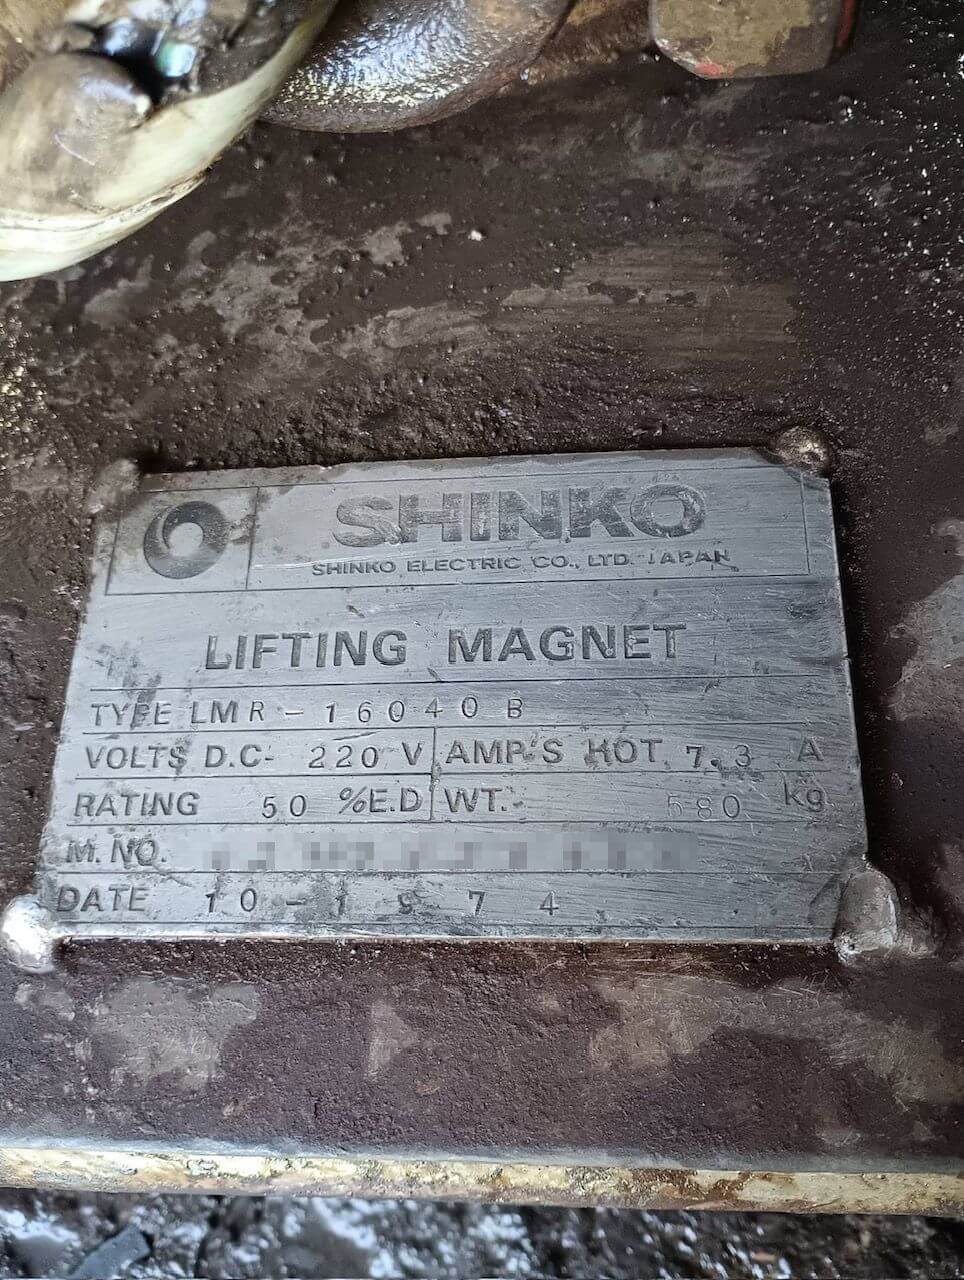 SHINKO
SHINKO ELECTRIC CO., LTD. JAPAN
LIFTING MAGNET
TYPE LMR-16040B
VOLTS D.C. 220 V AMP'S HOT 7.3 A
RATING 50 %E.D WT. 580 kg
M. NO.
DATE 10-1974